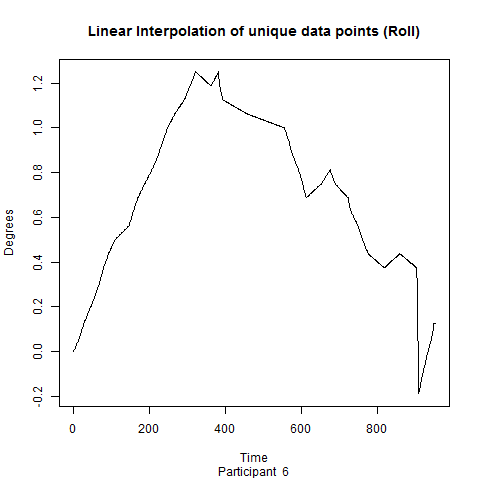 Linear Interpolation of unique data points (Roll)
Degrees
1.2
1.0
0.8
0.6
0.4
0.2
0.0
-0.2
0 200 400 600 800
Time
Participant 6